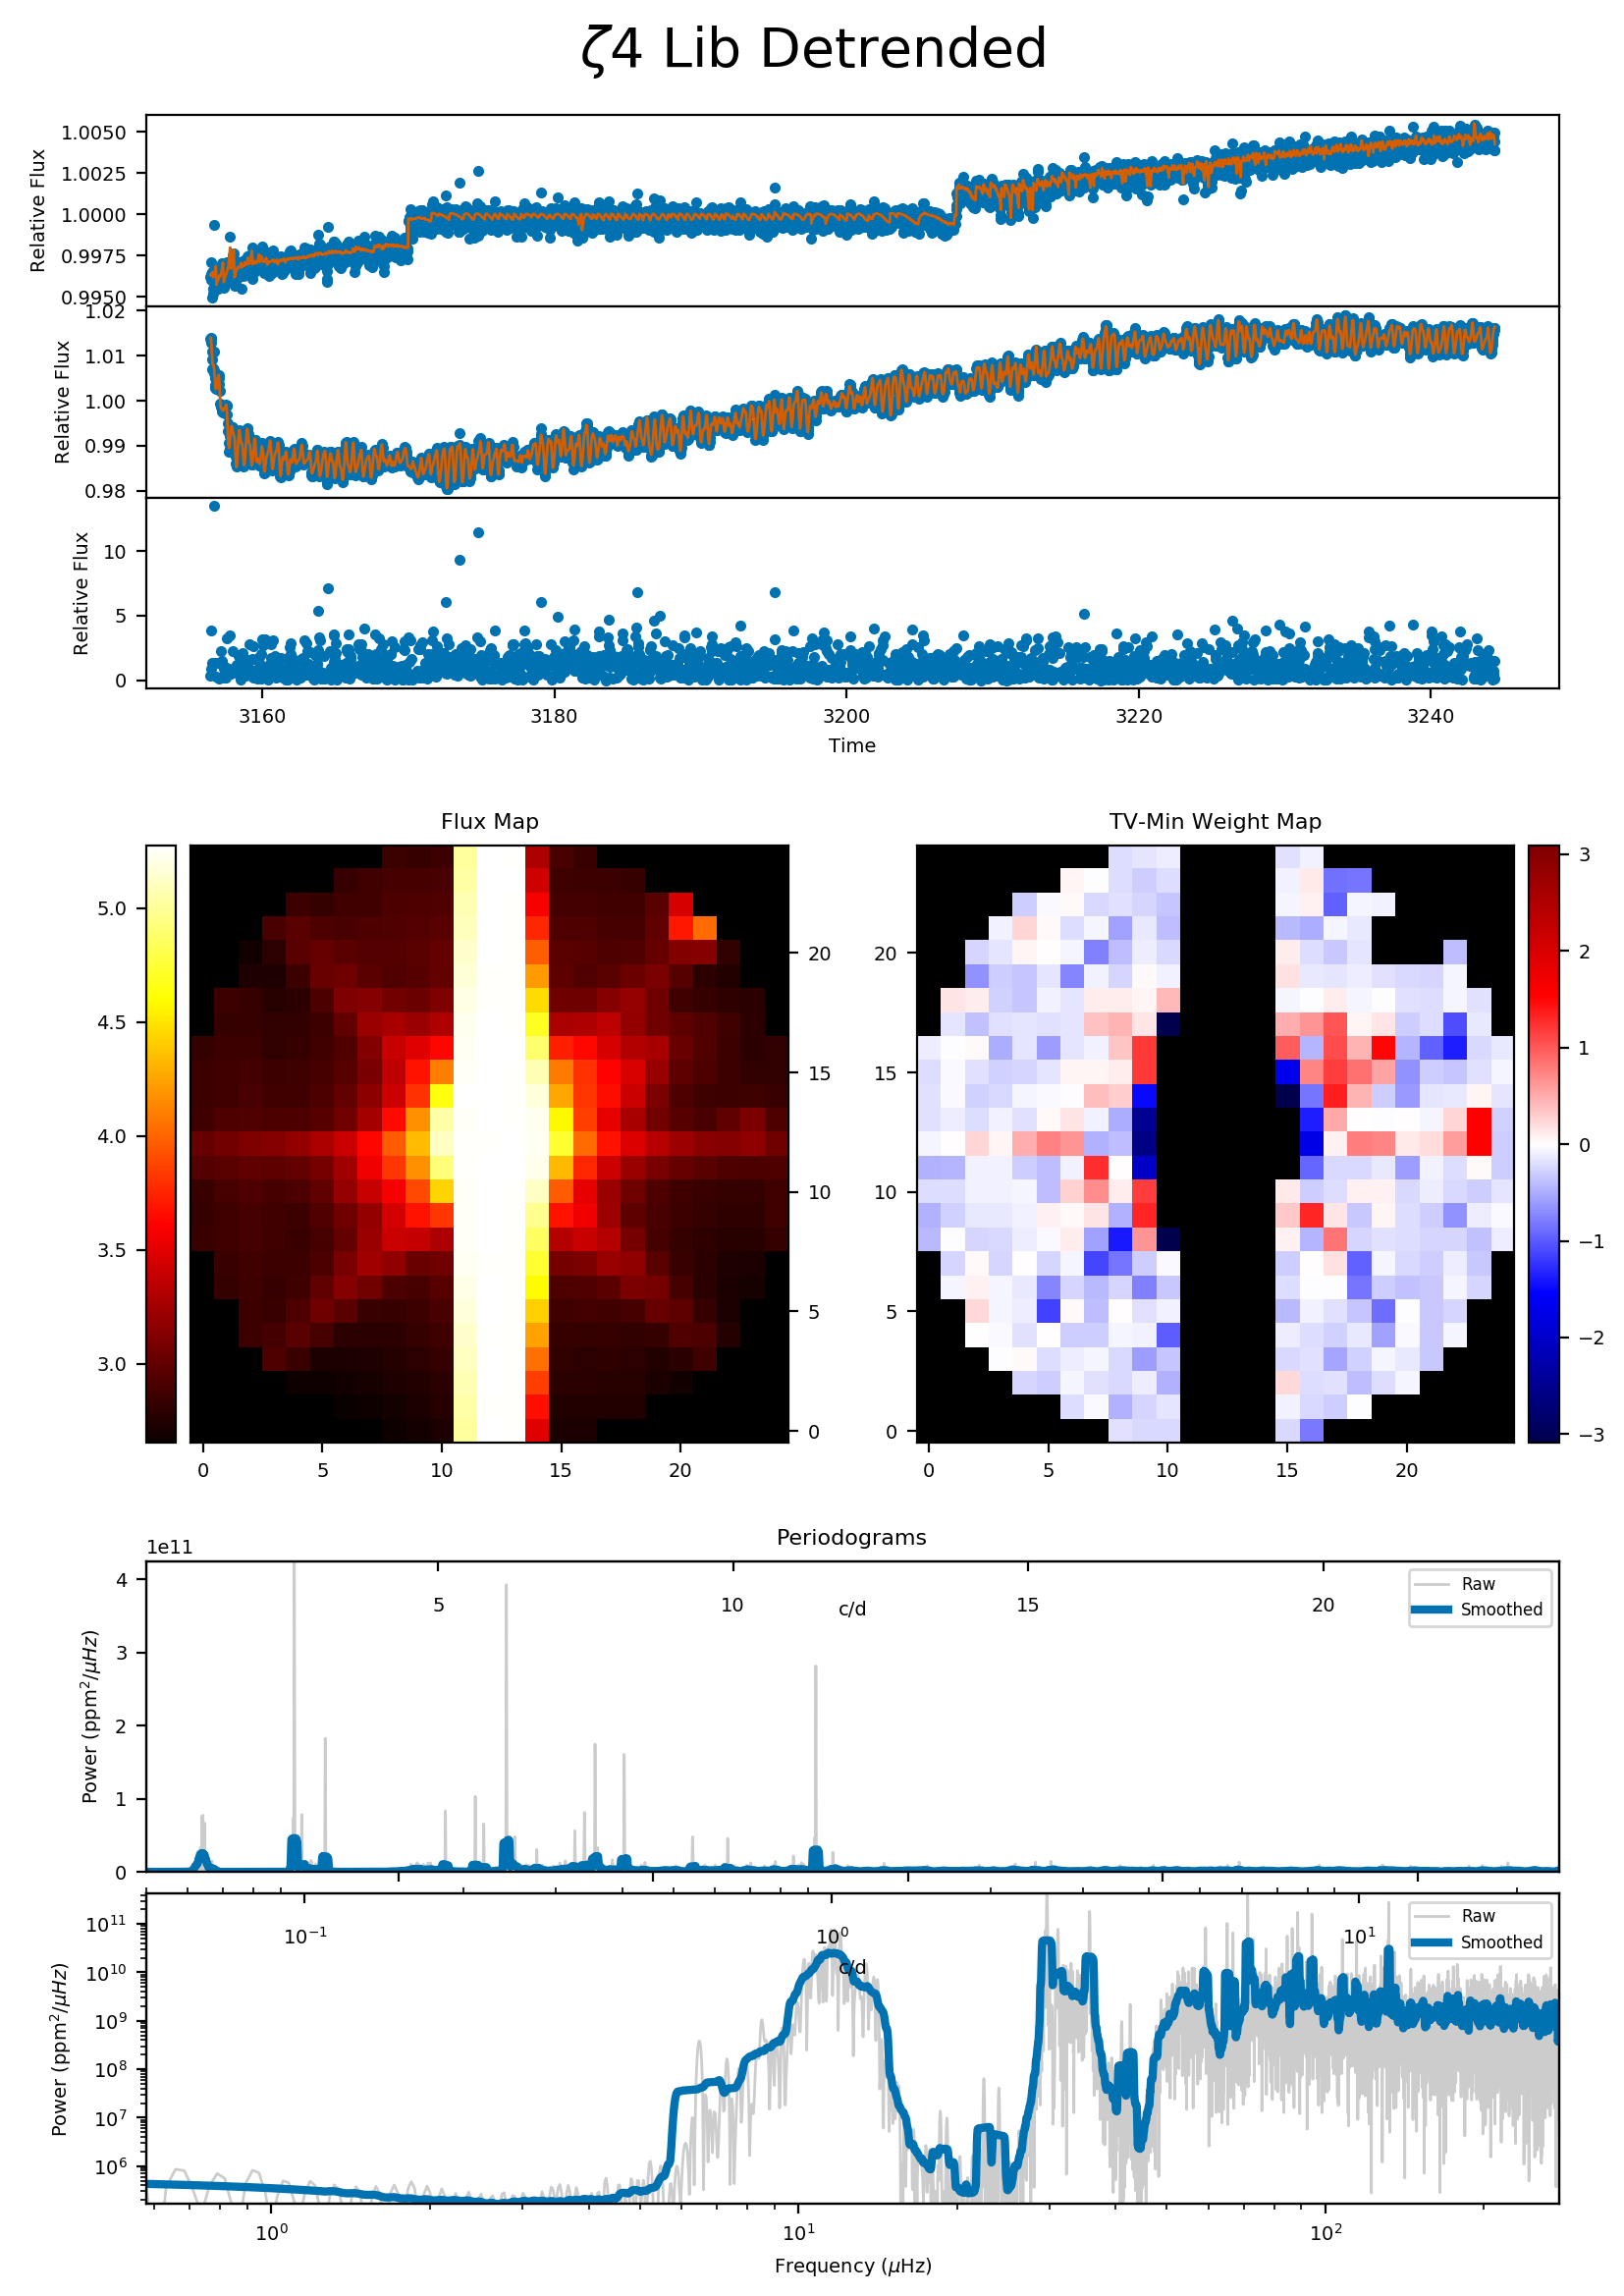 ζ4 Lib Detrended
1.0050
1.0025
1.0000
0.9975
0.9950
Relative Flux
1.02
1.01
1.00
0.99
0.98
Relative Flux
10
5
0
Relative Flux
3160 3180 3200 3220 3240
Time
Flux Map
5.0
4.5
4.0
3.5
3.0
20
15
10
5
0
0 5 10 15 20
TV-Min Weight Map
20
15
10
5
0
0 5 10 15 20
3
2
1
0
−1
−2
−3
Periodograms
1e11
4
3
2
1
0
Power (ppm²/μHz)
5 10 15 20
c/d
Raw
Smoothed
10¹¹
10¹⁰
10⁹
10⁸
10⁷
10⁶
Power (ppm²/μHz)
10⁻¹ 10⁰ 10¹
c/d
Raw
Smoothed
10⁰ 10¹ 10²
Frequency (μHz)